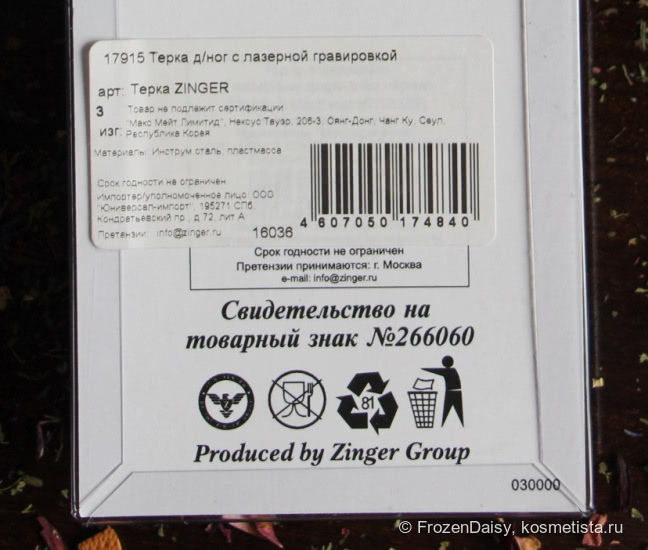 17915 Терка д/ног с лазерной гравировкой
арт: Терка ZINGER
3 Товар не подлежит сертификации
"Макс Мейт Лимитид", Нексус Тауэр, 206-3, Оянг-Донг, Чанг Ку, Сеул,
изг: Республика Корея
Материалы: Инструм.сталь, пластмасса
Срок годности не ограничен
Импортер/уполномоченное лицо: ООО
"Юниверсал-импорт", 195271 СПб,
Кондратьевский пр., д.72, лит.А
Претензии: info@zinger.ru
16036
4 607050 174840
Срок годности не ограничен
Претензии принимаются: г. Москва
e-mail: info@zinger.ru
Свидетельство на
товарный знак №266060
81
Produced by Zinger Group
030000
© FrozenDaisy, kosmetista.ru